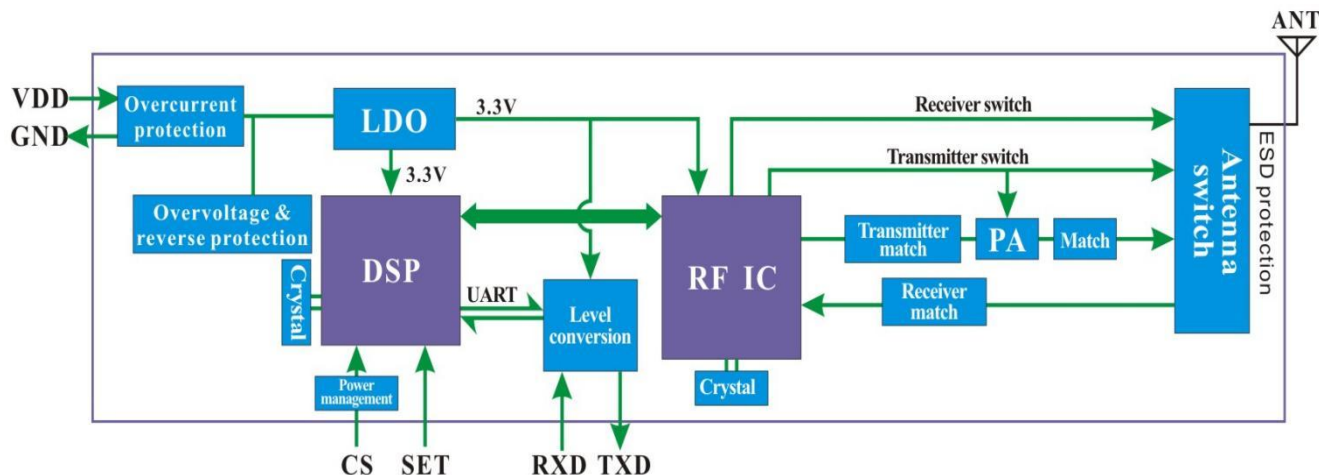 ANT
VDD
GND
Overcurrent
protection
LDO
3.3V
3.3V
Receiver switch
Transmitter switch
Antenna
switch
ESD protection
Overvoltage &
reverse protection
DSP
RF IC
Transmitter
match
PA
Match
Crystal
UART
Level
conversion
Receiver
match
Power
management
Crystal
CS
SET
RXD
TXD